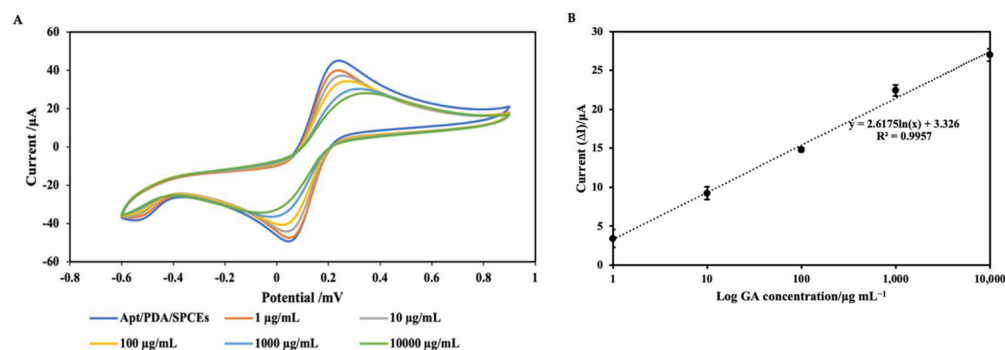 A
60
40
20
0
-20
-40
-60
Current /µA
-0.8 -0.6 -0.4 -0.2 0 0.2 0.4 0.6 0.8 1
Potential /mV
Apt/PDA/SPCEs 1 µg/mL 10 µg/mL
100 µg/mL 1000 µg/mL 10000 µg/mL
B
30
25
20
15
10
5
0
Current (ΔI)/µA
y = 2.6175ln(x) + 3.326
R² = 0.9957
1 10 100 1,000 10,000
Log GA concentration/µg mL⁻¹